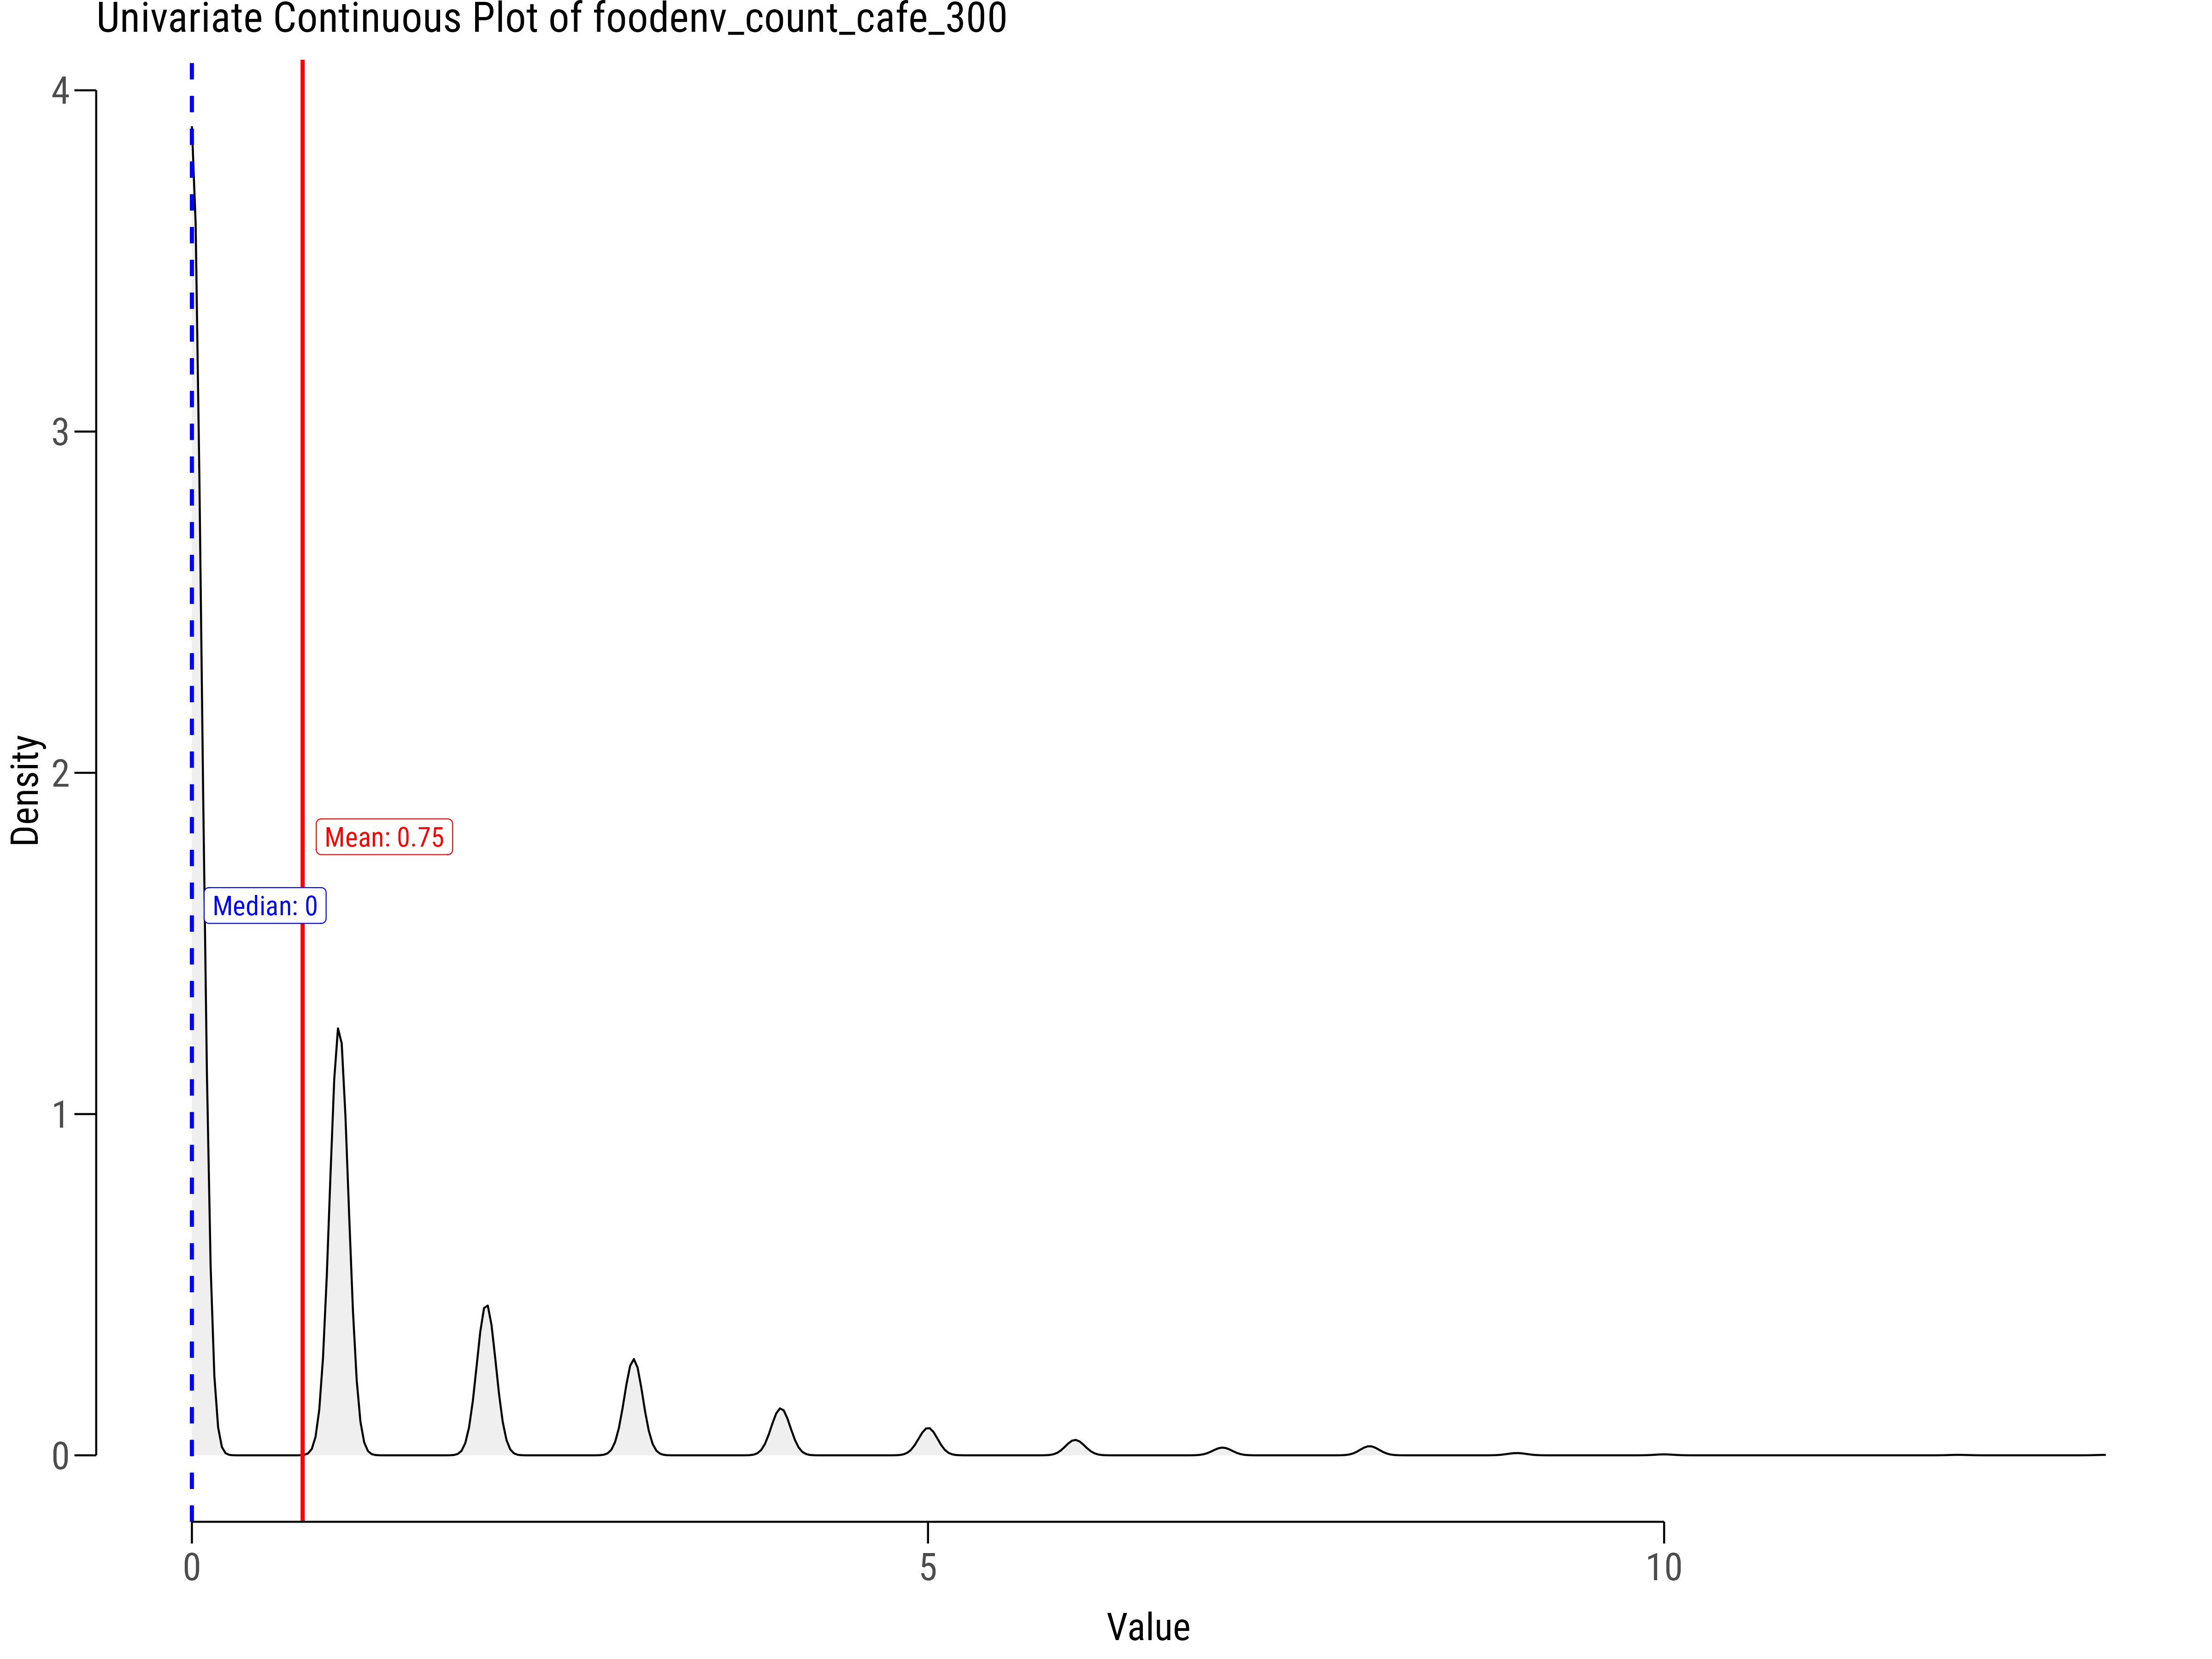 Univariate Continuous Plot of foodenv_count_cafe_300
4
3
2
1
0
Density
Mean: 0.75
Median: 0
0
5
10
Value